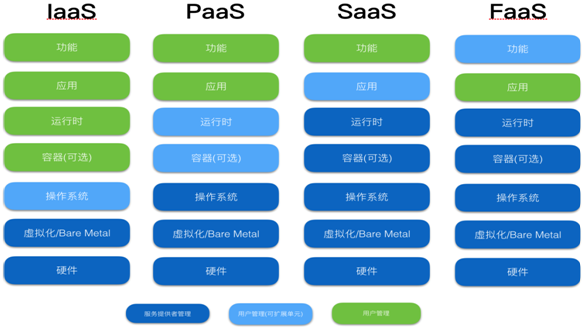 IaaS PaaS SaaS FaaS
功能 功能 功能 功能
应用 应用 应用 应用
运行时 运行时 运行时 运行时
容器(可选) 容器(可选) 容器(可选) 容器(可选)
操作系统 操作系统 操作系统 操作系统
虚拟化/Bare Metal 虚拟化/Bare Metal 虚拟化/Bare Metal 虚拟化/Bare Metal
硬件 硬件 硬件 硬件
服务提供者管理 用户管理(可扩展单元) 用户管理